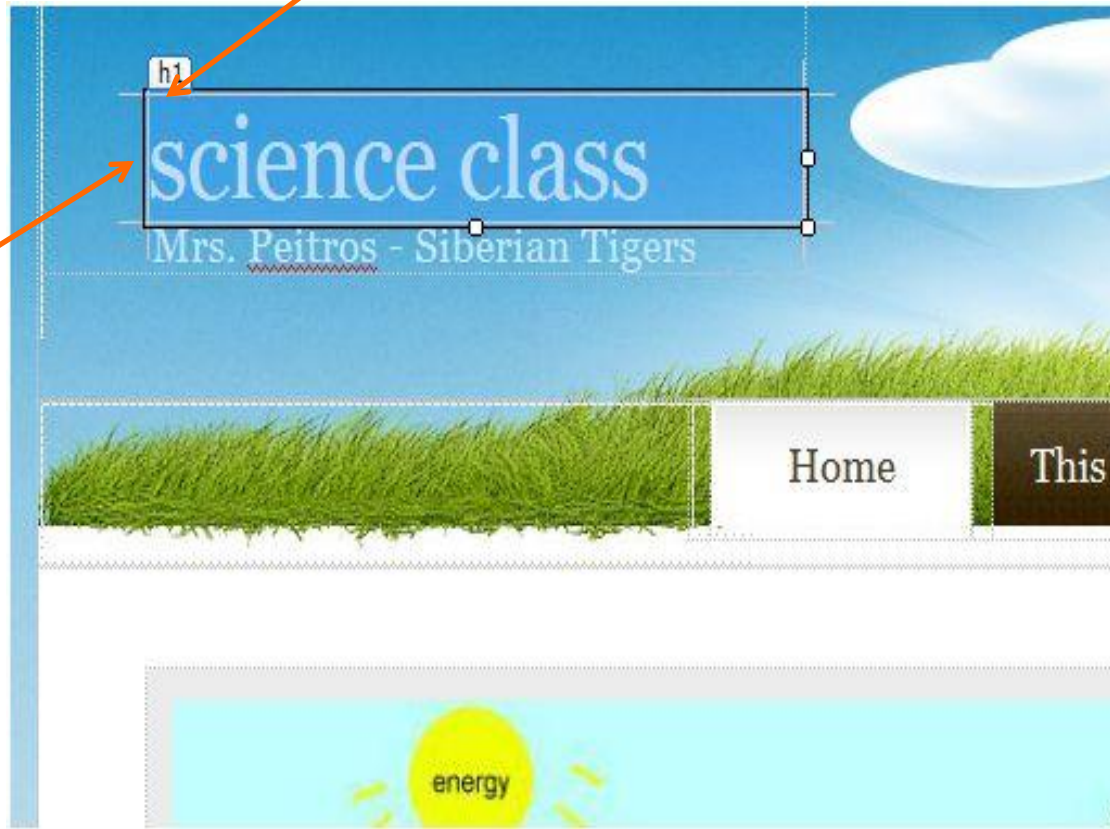 h1
science class
Mrs. Peitros - Siberian Tigers
Home
This
energy